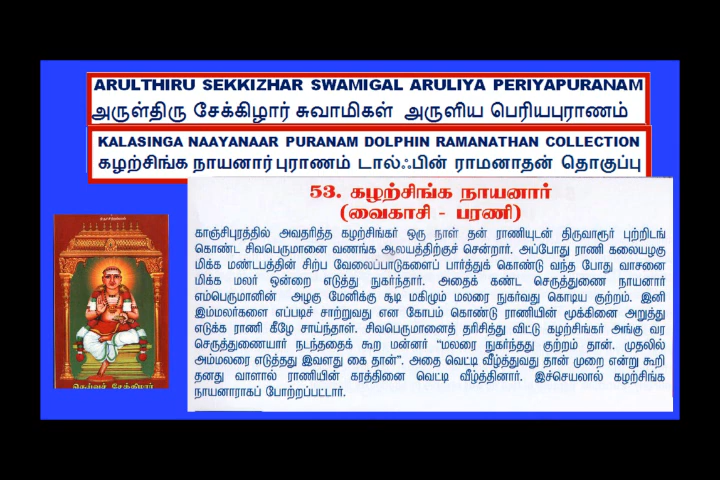 ARULTHIRU SEKKIZHAR SWAMIGAL ARULIYA PERIYAPURANAM
அருள்திரு சேக்கிழார் சுவாமிகள் அருளிய பெரியபுராணம்
KALASINGA NAAYANAAR PURANAM DOLPHIN RAMANATHAN COLLECTION
கழற்சிங்க நாயனார் புராணம் டால்ஃபின் ராமனாதன் தொகுப்பு
53. கழற்சிங்க நாயனார்
(வைகாசி - பரணி)
காஞ்சிபுரத்தில் அவதரித்த கழற்சிங்கர் ஒரு நாள் தன் ராணியுடன் திருவாரூர் புற்றிடங்
கொண்ட சிவபெருமானை வணங்க ஆலயத்திற்குச் சென்றார். அப்போது ராணி கலையழகு
மிக்க மண்டபத்தின் சிற்ப வேலைப்பாடுகளைப் பார்த்துக் கொண்டு வந்த போது வாசனை
மிக்க மலர் ஒன்றை எடுத்து நுகர்ந்தார். அதைக் கண்ட செருத்துணை நாயனார்
எம்பெருமானின் அழகு மேனிக்கு சூடி மகிழும் மலரை நுகர்வது கொடிய குற்றம். இனி
இம்மலர்களை எப்படிச் சாற்றுவது என கோபம் கொண்டு ராணியின் மூக்கினை அறுத்து
எடுக்க ராணி கீழே சாய்ந்தாள். சிவபெருமானைத் தரிசித்து விட்டு கழற்சிங்கர் அங்கு வர
செருத்துணையார் நடந்ததைக் கூற மன்னர் “மலரை நுகர்ந்தது குற்றம் தான். முதலில்
அம்மலரை எடுத்தது இவளது கை தான்”. அதை வெட்டி வீழ்த்துவது தான் முறை என்று கூறி
தனது வாளால் ராணியின் கரத்தினை வெட்டி வீழ்த்தினார். இச்செயலால் கழற்சிங்க
நாயனாராகப் போற்றப்பட்டார்.
தெய்வச் சேக்கிழார்